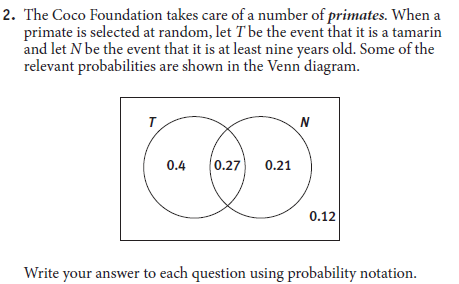 2. The Coco Foundation takes care of a number of primates. When a
primate is selected at random, let T be the event that it is a tamarin
and let N be the event that it is at least nine years old. Some of the
relevant probabilities are shown in the Venn diagram.
T N
0.4 0.27 0.21
0.12
Write your answer to each question using probability notation.